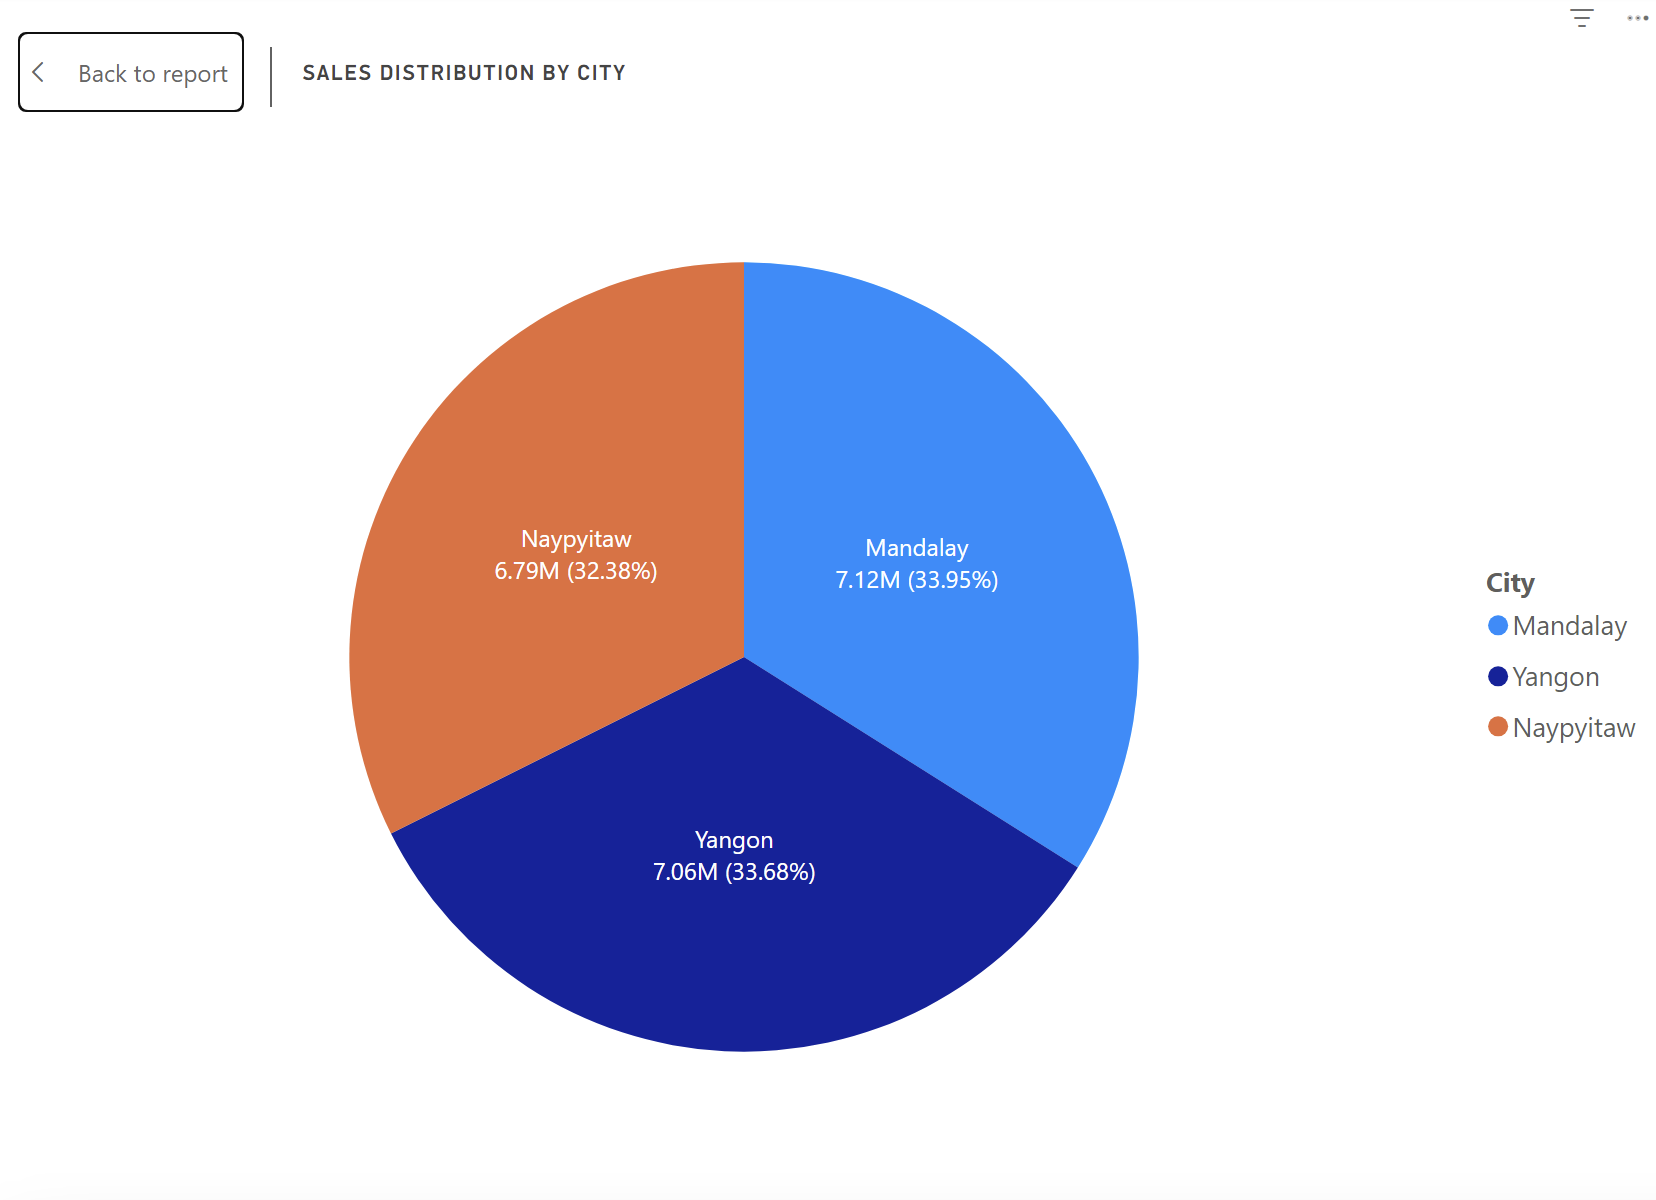 Back to report
SALES DISTRIBUTION BY CITY
Naypyitaw
6.79M (32.38%)
Mandalay
7.12M (33.95%)
Yangon
7.06M (33.68%)
City
Mandalay
Yangon
Naypyitaw